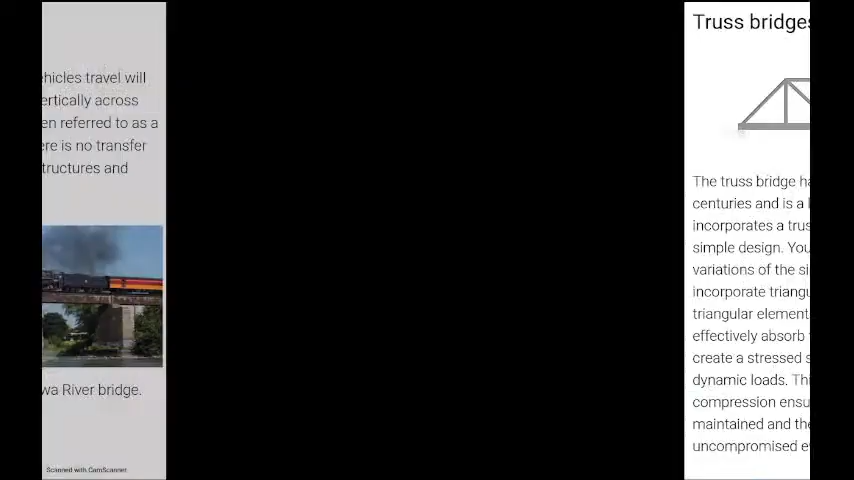 ehicles travel will
ertically across
en referred to as a
ere is no transfer
tructures and
wa River bridge.
Scanned with CamScanner
Truss bridges
The truss bridge ha
centuries and is a
incorporates a trus
simple design. You
variations of the si
incorporate triangu
triangular element
effectively absorb
create a stressed s
dynamic loads. Thi
compression ensu
maintained and the
uncompromised e